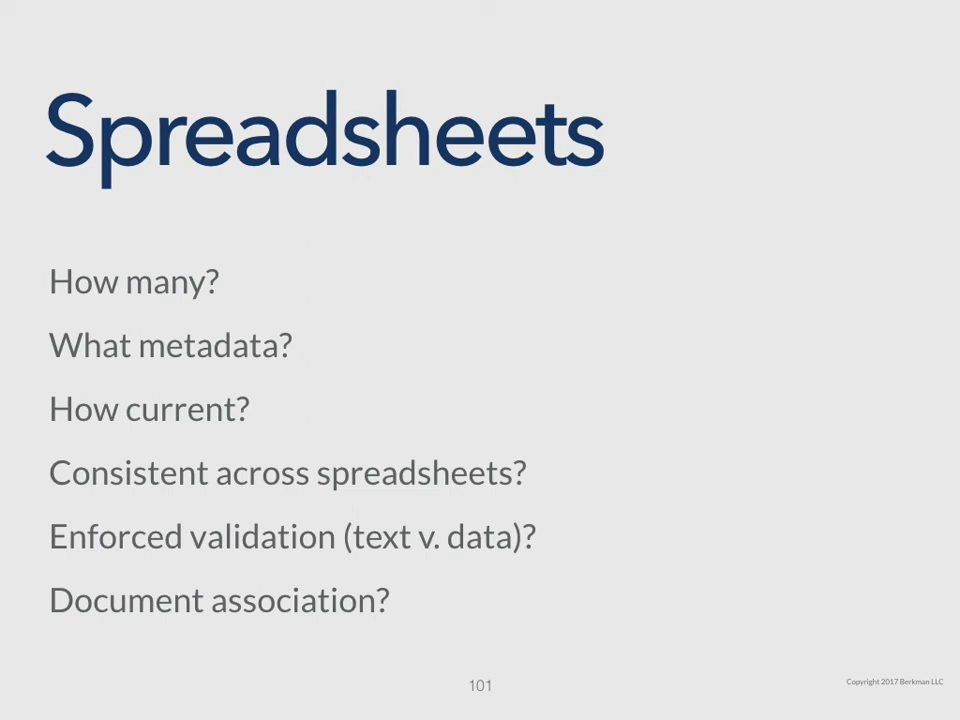 Spreadsheets
How many?
What metadata?
How current?
Consistent across spreadsheets?
Enforced validation (text v. data)?
Document association?
101
Copyright 2017 Berkman LLC